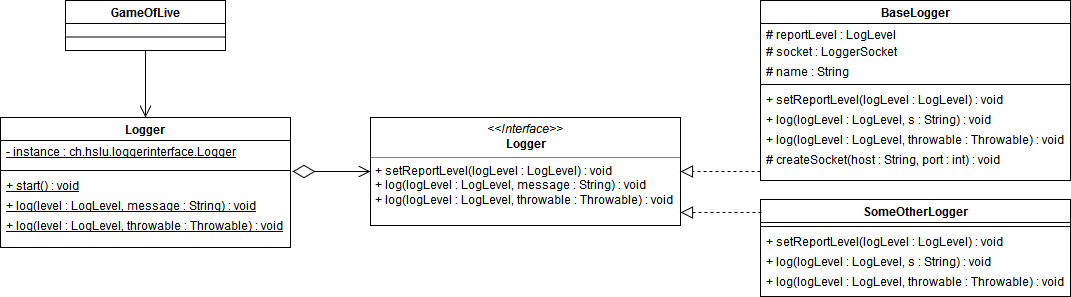 GameOfLive
Logger
- instance : ch.hslu.loggerinterface.Logger
+ start() : void
+ log(level : LogLevel, message : String) : void
+ log(level : LogLevel, throwable : Throwable) : void
<<Interface>>
Logger
+ setReportLevel(logLevel : LogLevel) : void
+ log(logLevel : LogLevel, message : String) : void
+ log(logLevel : LogLevel, throwable : Throwable) : void
BaseLogger
# reportLevel : LogLevel
# socket : LoggerSocket
# name : String
+ setReportLevel(logLevel : LogLevel) : void
+ log(logLevel : LogLevel, s : String) : void
+ log(logLevel : LogLevel, throwable : Throwable) : void
# createSocket(host : String, port : int) : void
SomeOtherLogger
+ setReportLevel(logLevel : LogLevel) : void
+ log(logLevel : LogLevel, s : String) : void
+ log(logLevel : LogLevel, throwable : Throwable) : void